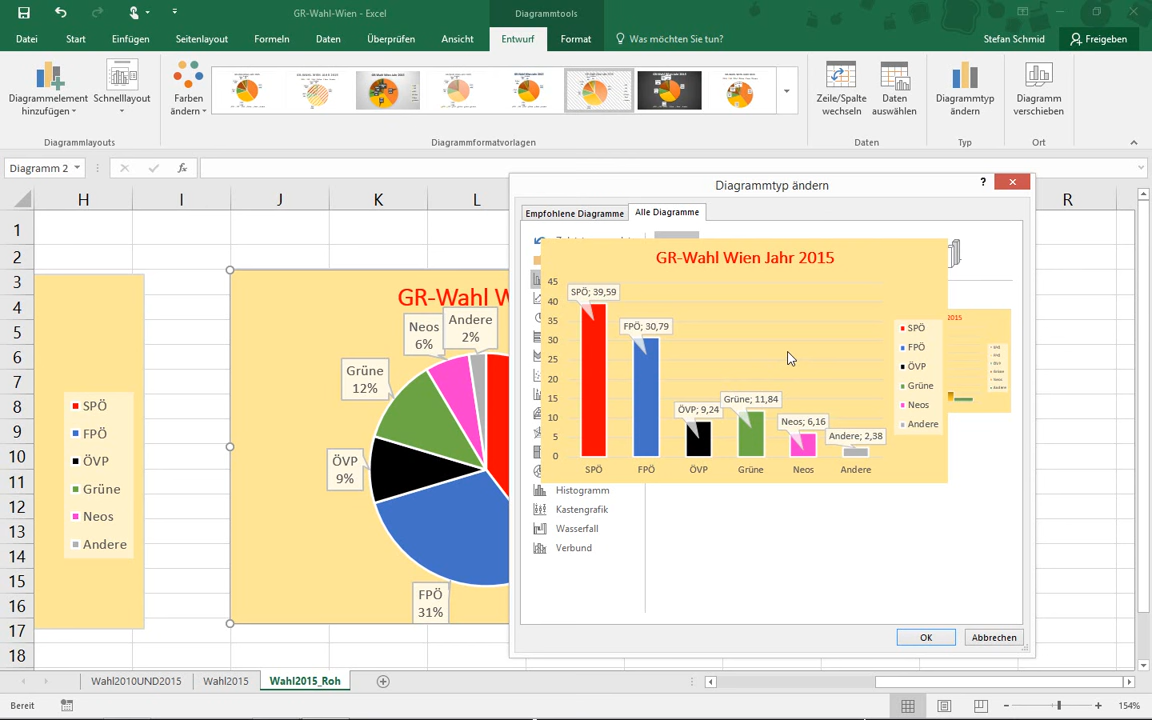 GR-Wahl-Wien - Excel
Diagrammtools
Datei
Start
Einfügen
Seitenlayout
Formeln
Daten
Überprüfen
Ansicht
Entwurf
Format
Was möchten Sie tun?
Stefan Schmid
Freigeben
Diagrammelement
hinzufügen
Schnelllayout
Farben
ändern
Zeile/Spalte
wechseln
Daten
auswählen
Diagrammtyp
ändern
Diagramm
verschieben
Diagrammlayouts
Diagrammformatvorlagen
Daten
Typ
Ort
Diagramm 2
fx
H
I
J
K
L
R
1
2
3
4
5
6
7
8
9
10
11
12
13
14
15
16
17
18
SPÖ
FPÖ
ÖVP
Grüne
Neos
Andere
GR-Wahl W
Andere
2%
Neos
6%
Grüne
12%
ÖVP
9%
FPÖ
31%
Diagrammtyp ändern
?
Empfohlene Diagramme
Alle Diagramme
GR-Wahl Wien Jahr 2015
45
40
35
30
25
20
15
10
5
0
SPÖ; 39,59
FPÖ; 30,79
ÖVP; 9,24
Grüne; 11,84
Neos; 6,16
Andere; 2,38
SPÖ
FPÖ
ÖVP
Grüne
Neos
Andere
SPÖ
FPÖ
ÖVP
Grüne
Neos
Andere
2015
Histogramm
Kastengrafik
Wasserfall
Verbund
OK
Abbrechen
Wahl2010UND2015
Wahl2015
Wahl2015_Roh
Bereit
154%